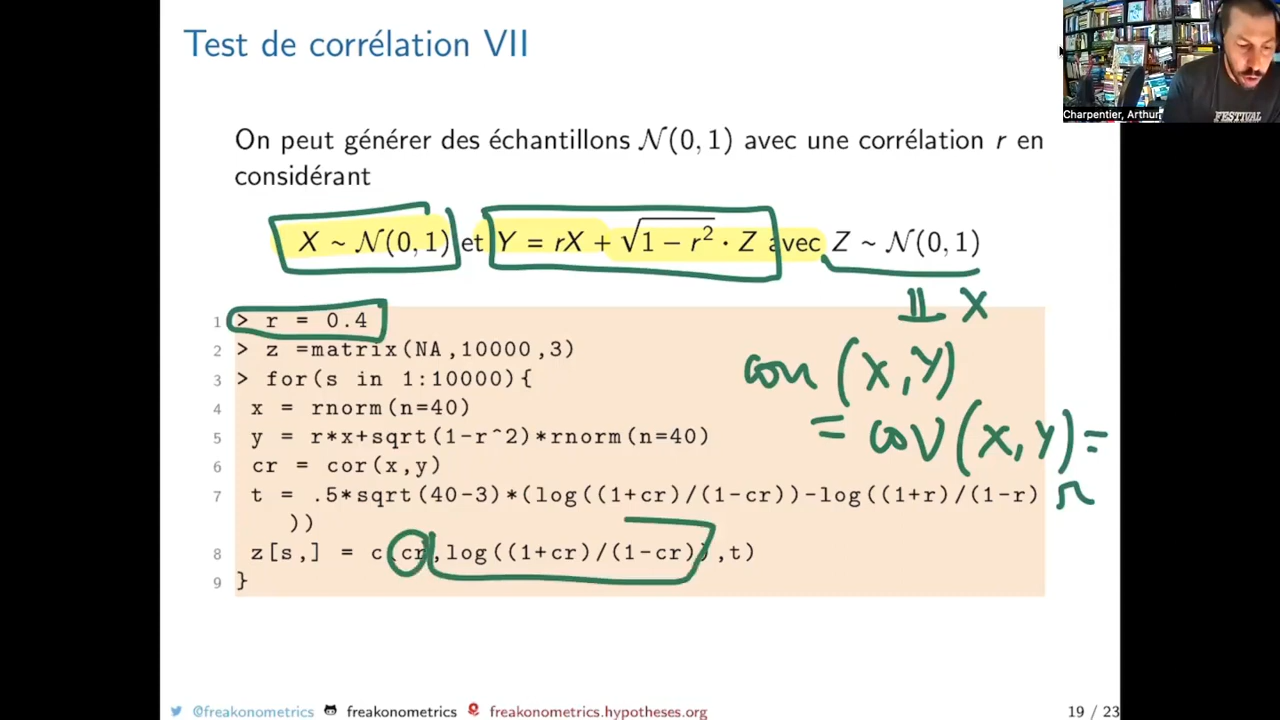 Test de corrélation VII
Charpentier, Arthur
FESTIVAL
On peut générer des échantillons 𝒩(0, 1) avec une corrélation r en
considérant
X ~ 𝒩(0, 1) et Y = rX + √1 − r² · Z avec Z ~ 𝒩(0, 1)
⫫ X
1 > r = 0.4
2 > z =matrix(NA,10000,3)
3 > for(s in 1:10000){
4 x = rnorm(n=40)
5 y = r*x+sqrt(1-r^2)*rnorm(n=40)
6 cr = cor(x,y)
7 t = .5*sqrt(40-3)*(log((1+cr)/(1-cr))-log((1+r)/(1-r)
))
8 z[s,] = c(cr,log((1+cr)/(1-cr)),t)
9 }
corr (X,Y)
= cov (X,Y) =
r
@freakonometrics freakonometrics freakonometrics.hypotheses.org 19 / 23